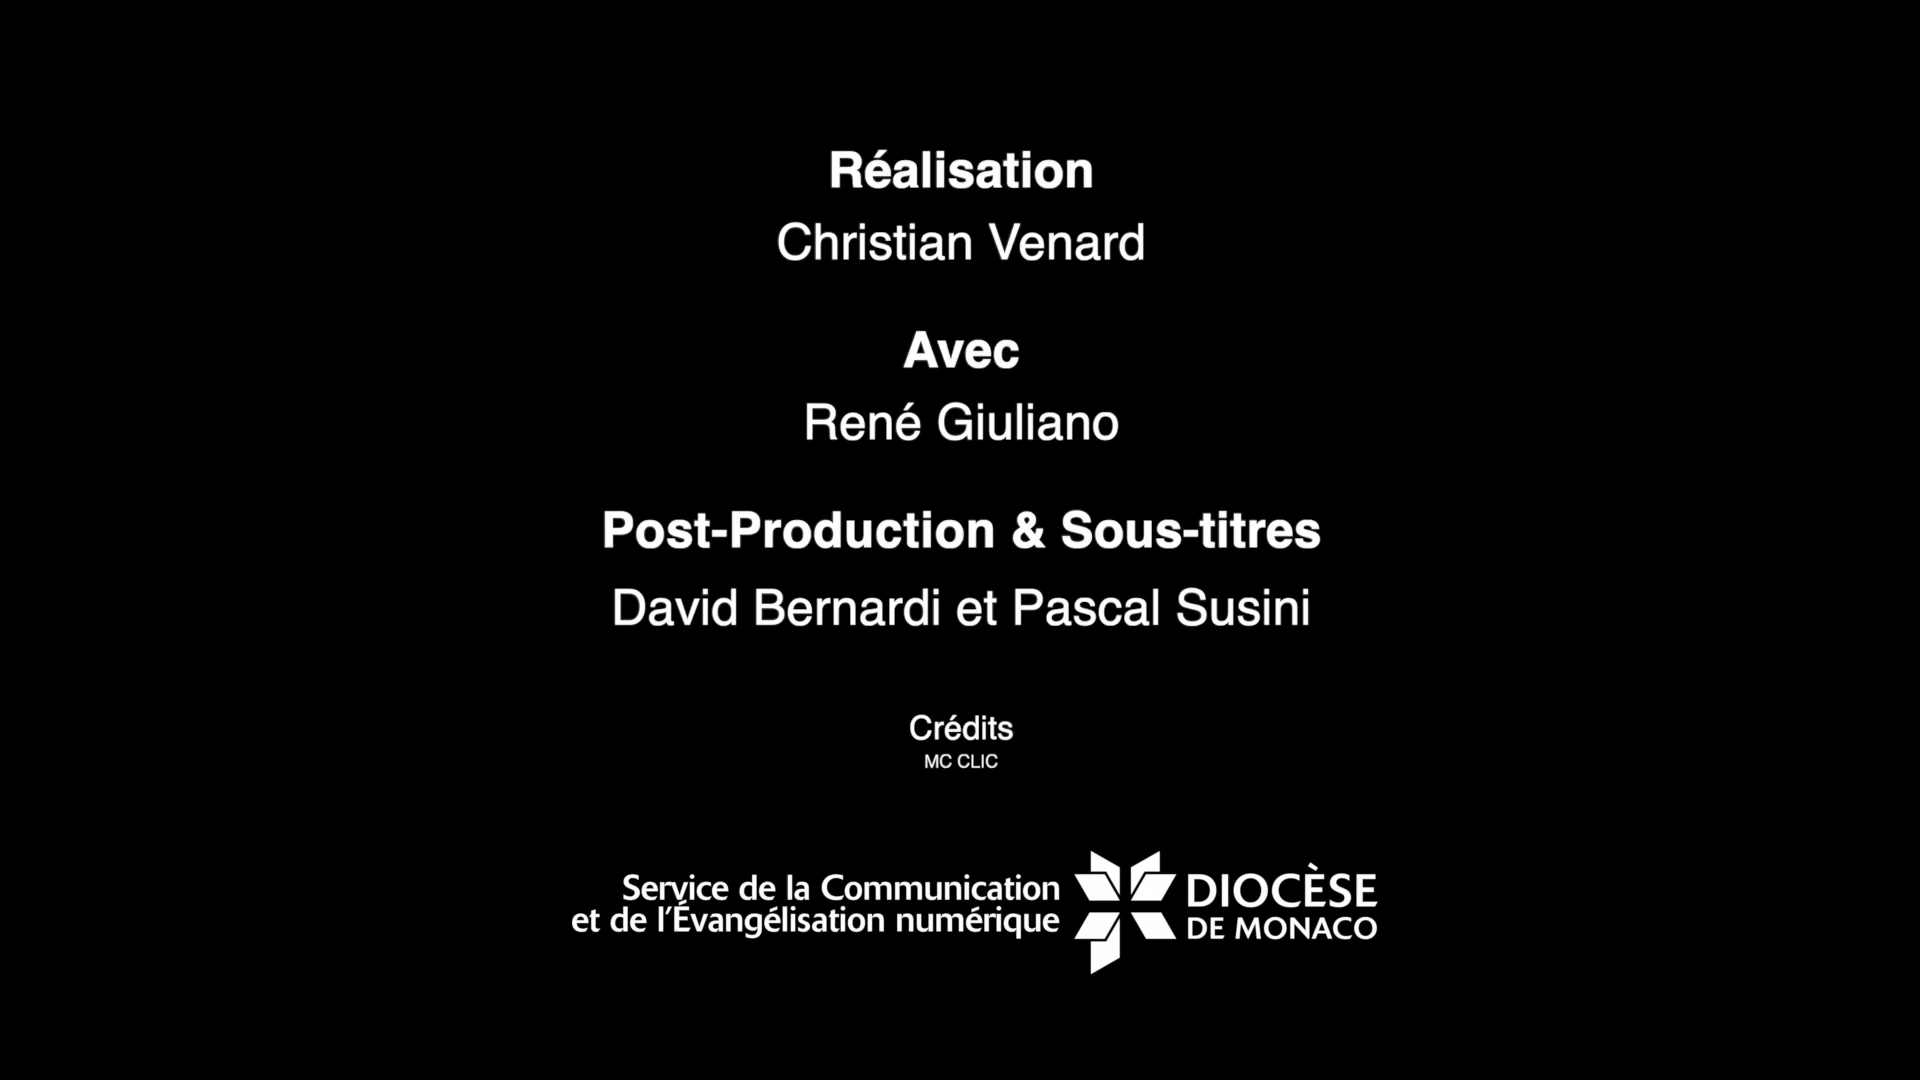 Réalisation
Christian Venard
Avec
René Giuliano
Post-Production & Sous-titres
David Bernardi et Pascal Susini
Crédits
MC CLIC
Service de la Communication
et de l'Évangélisation numérique
DIOCÈSE
DE MONACO